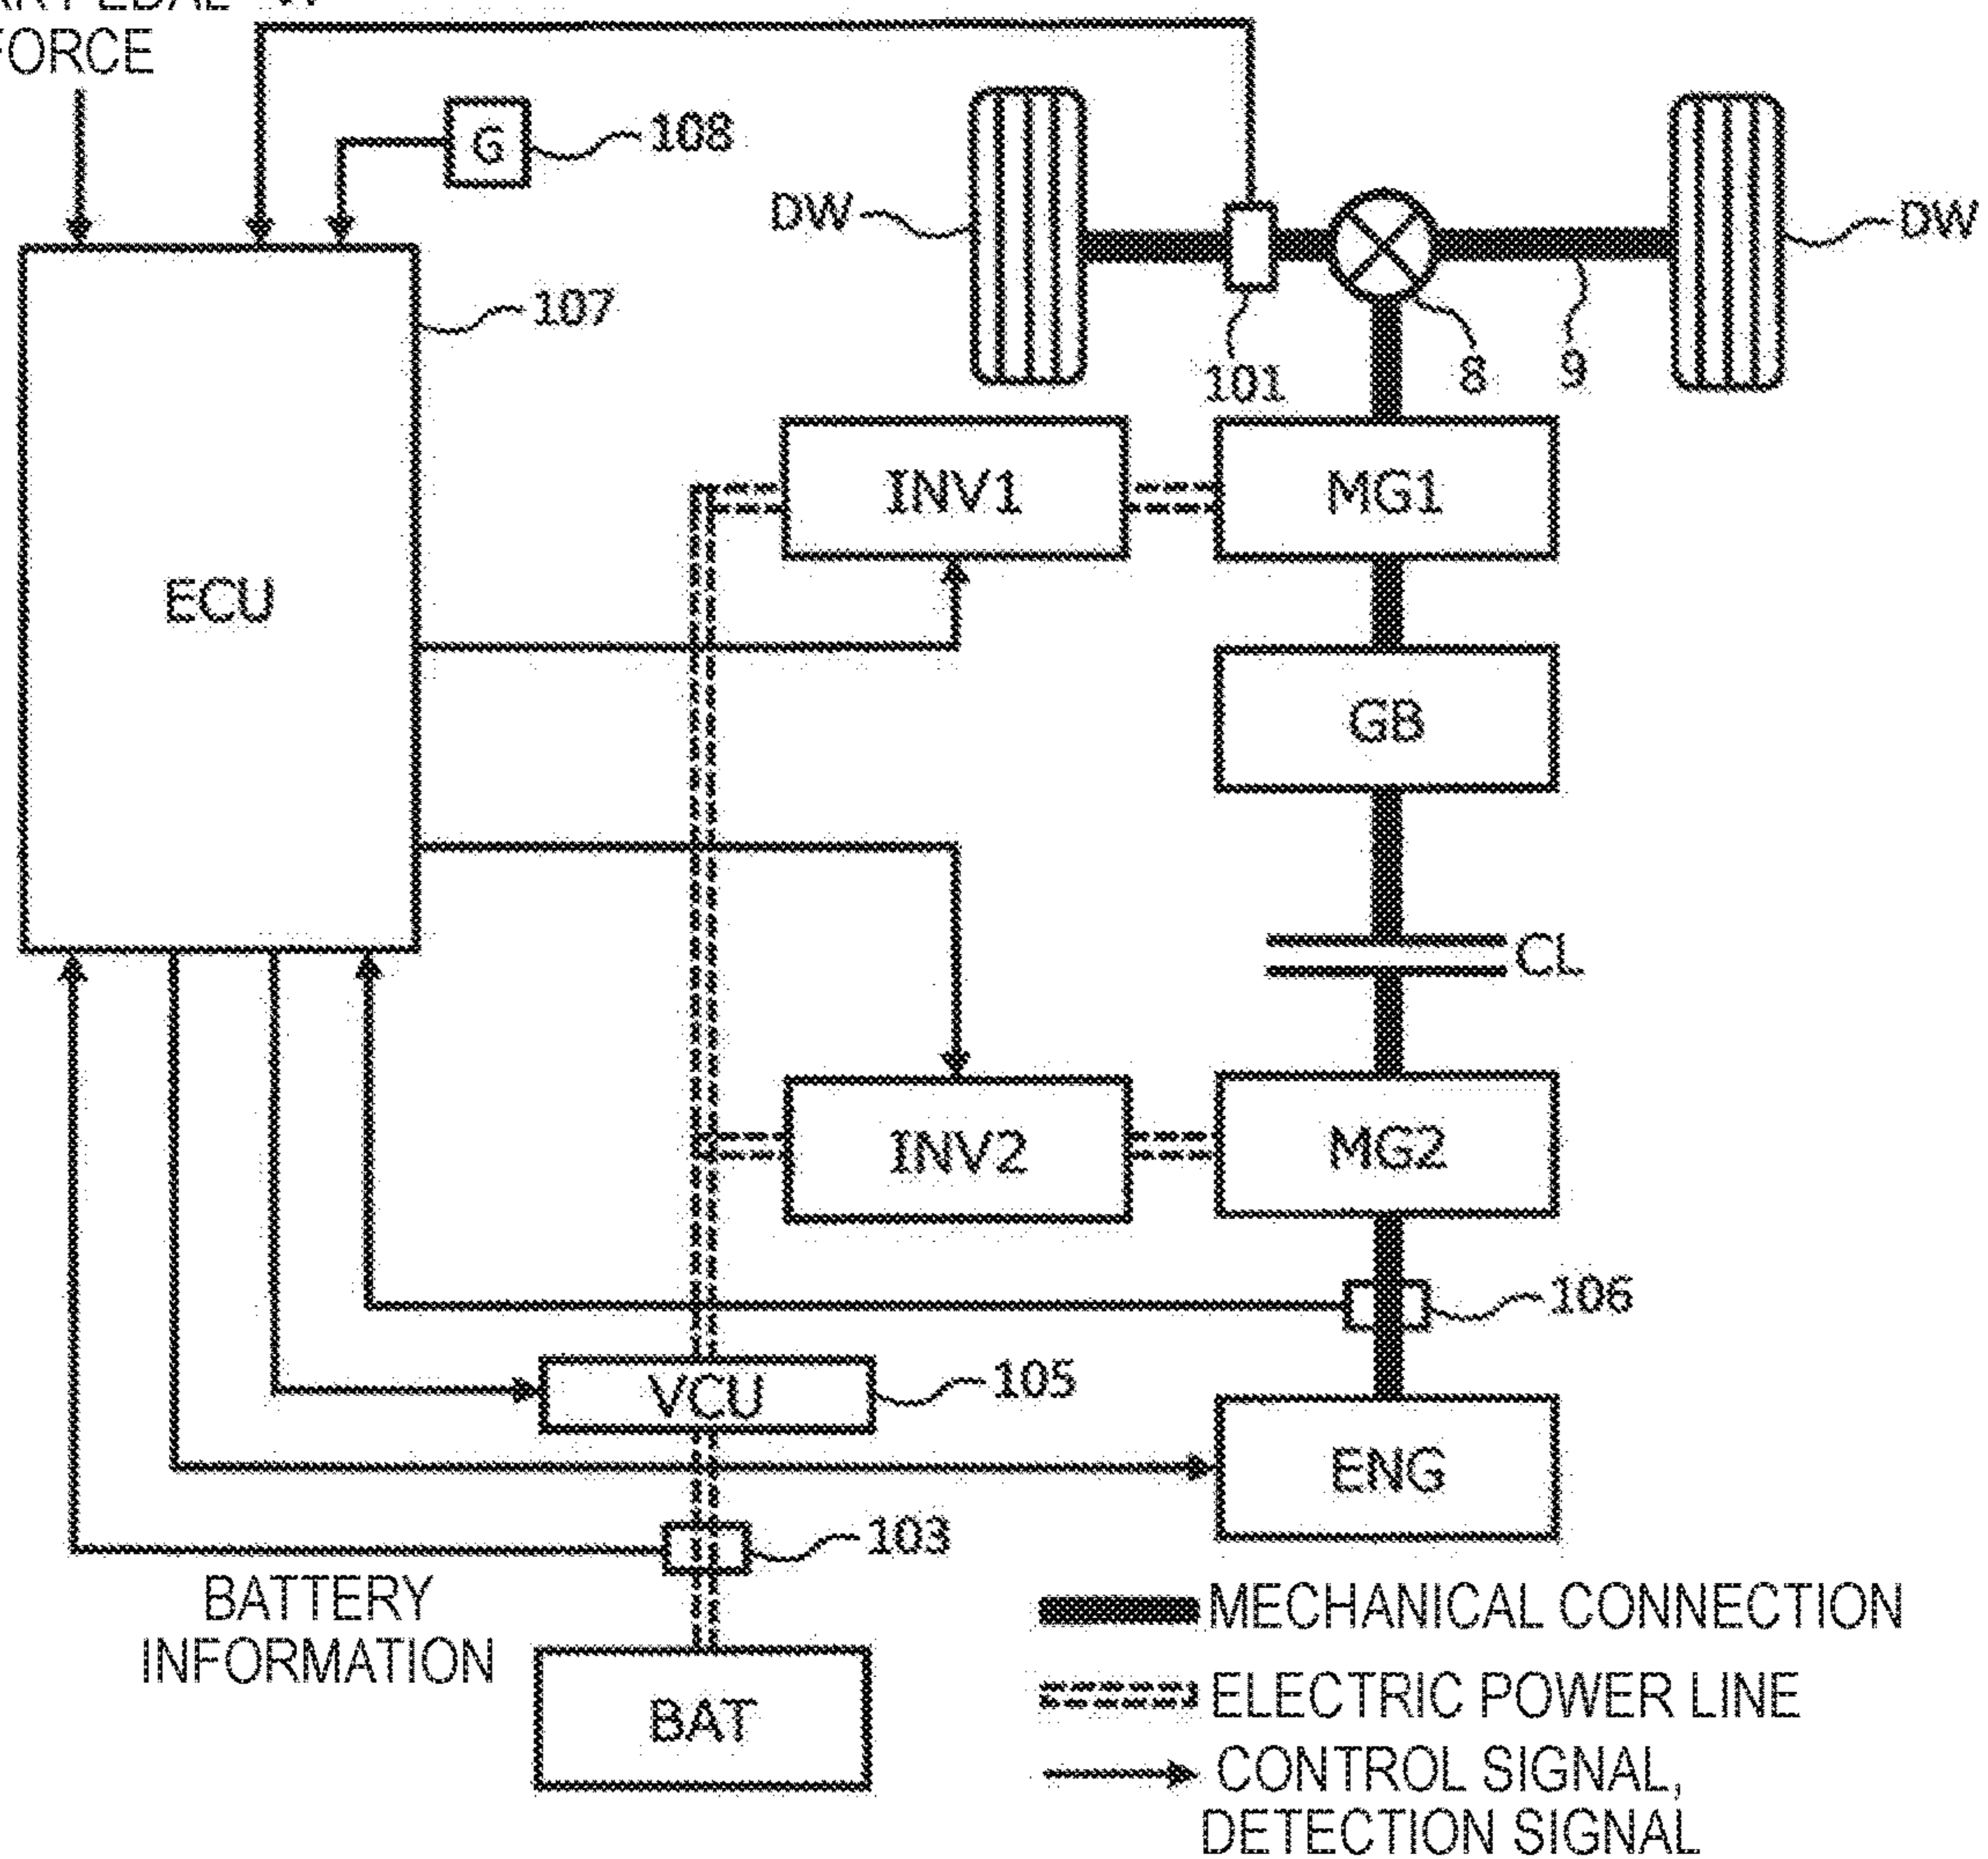 FORCE
G
108
DW
DW
107
101
8
9
INV1
MG1
ECU
GB
CL
INV2
MG2
106
VCU
105
ENG
103
BATTERY
INFORMATION
BAT
MECHANICAL CONNECTION
ELECTRIC POWER LINE
CONTROL SIGNAL,
DETECTION SIGNAL